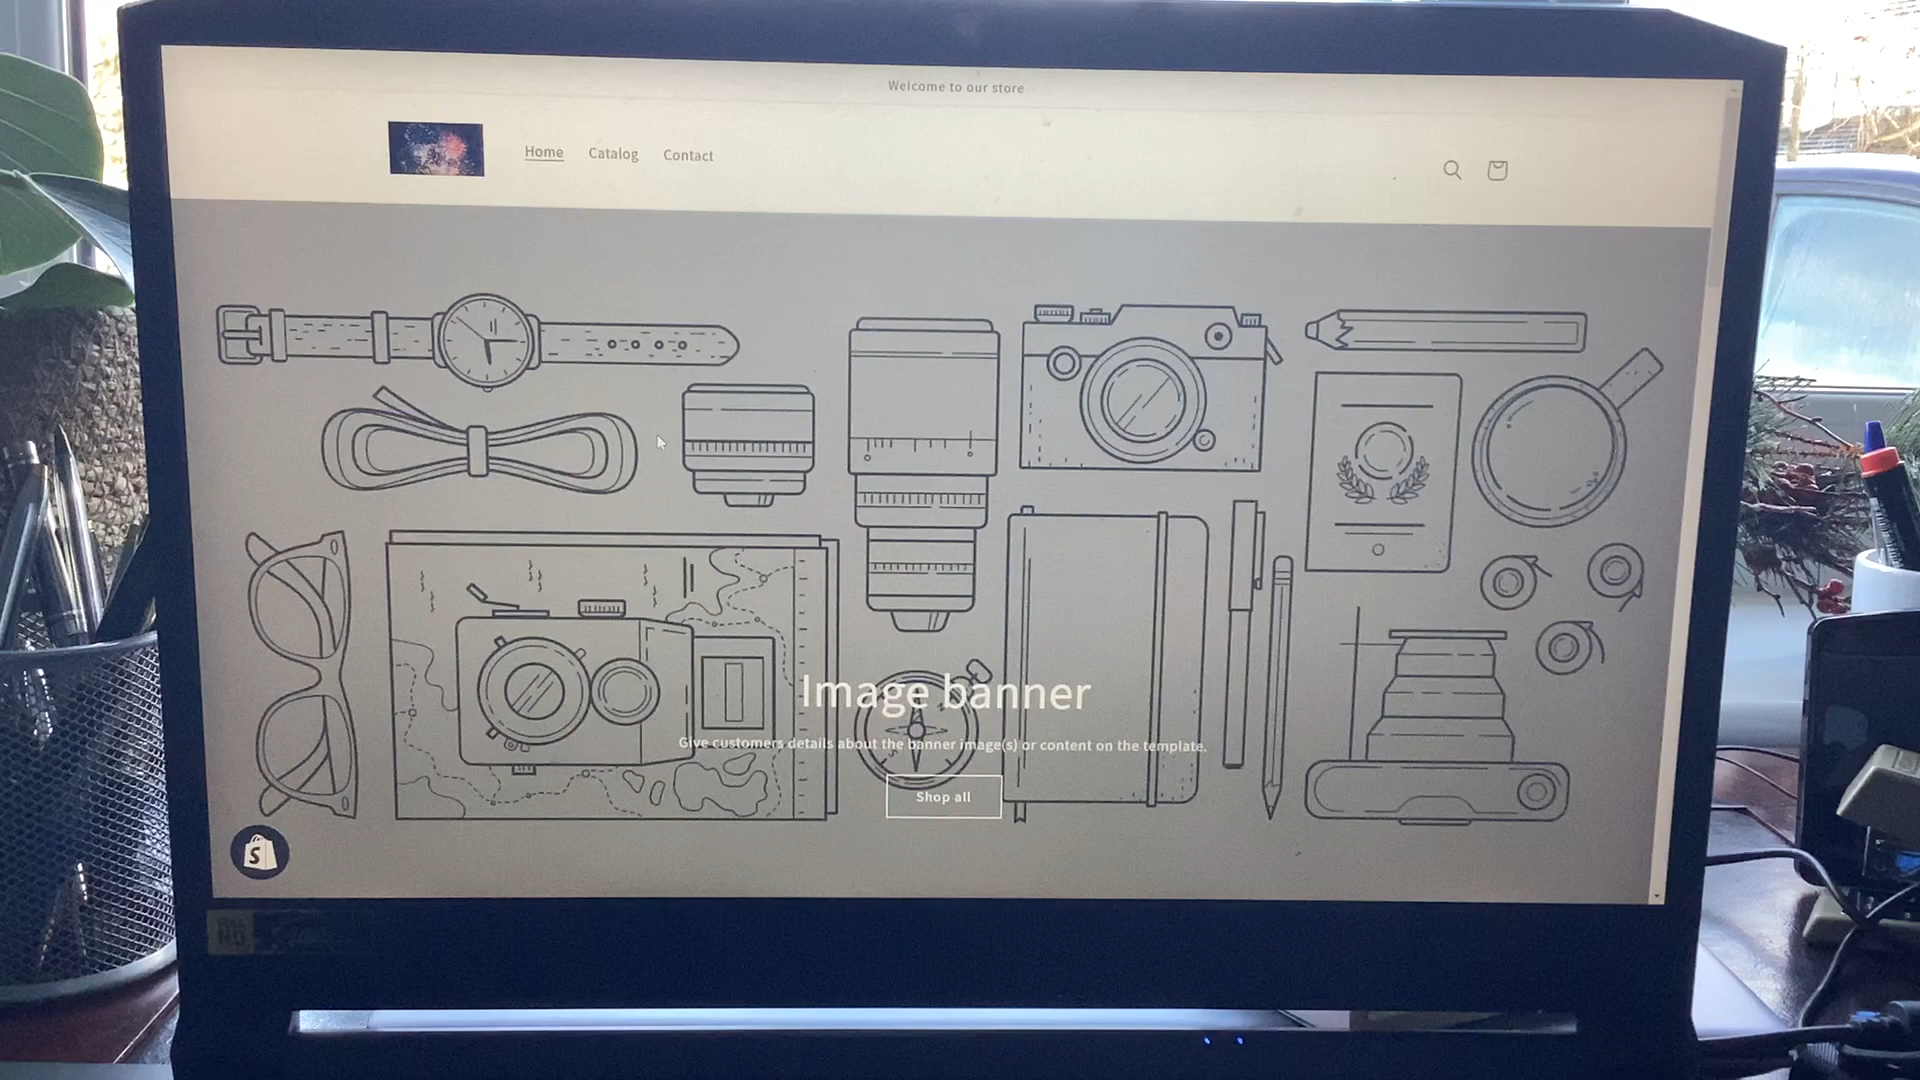 Welcome to our store
Home Catalog Contact
Image banner
Give customers details about the banner image(s) or content on the template.
Shop all
S